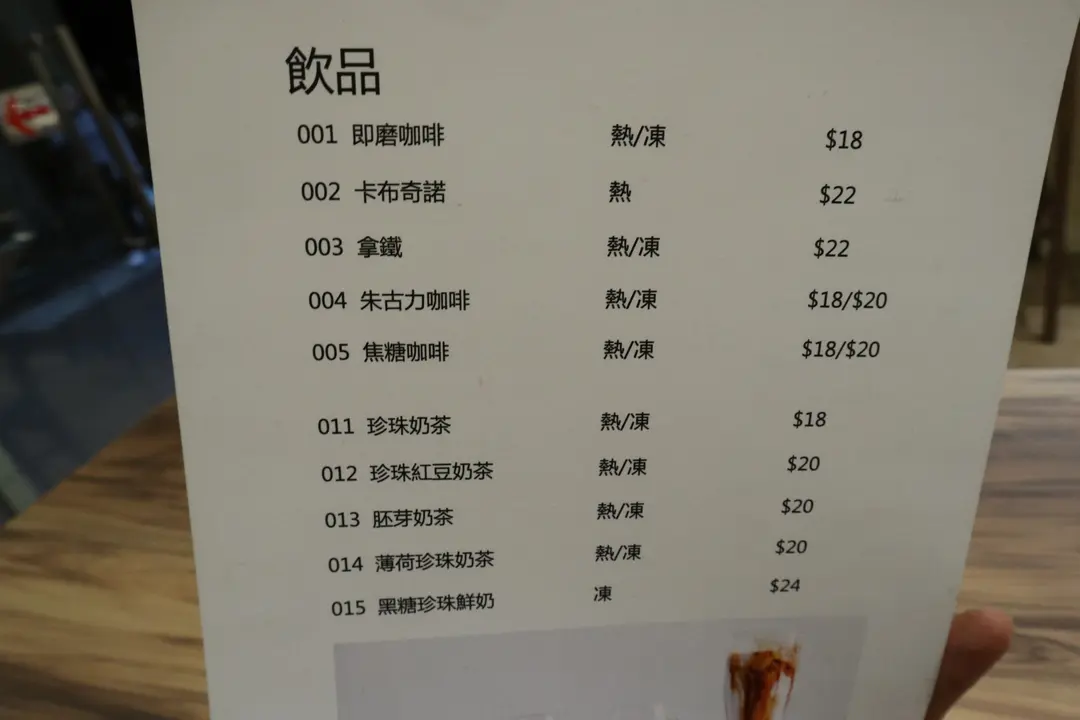 飲品
001 即磨咖啡 熱/凍 $18
002 卡布奇諾 熱 $22
003 拿鐵 熱/凍 $22
004 朱古力咖啡 熱/凍 $18/$20
005 焦糖咖啡 熱/凍 $18/$20
011 珍珠奶茶 熱/凍 $18
012 珍珠紅豆奶茶 熱/凍 $20
013 胚芽奶茶 熱/凍 $20
014 薄荷珍珠奶茶 熱/凍 $20
015 黑糖珍珠鮮奶 凍 $24